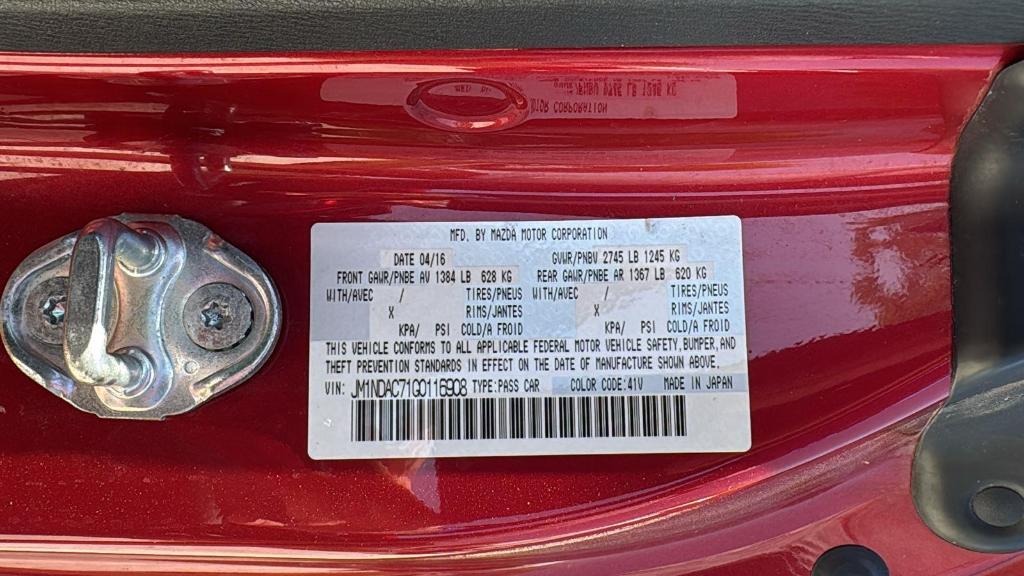 MFD. BY MAZDA MOTOR CORPORATION
DATE 04/16 GVWR/PNBV 2745 LB 1245 KG
FRONT GAWR/PNBE AV 1384 LB 628 KG REAR GAWR/PNBE AR 1367 LB 620 KG
WITH/AVEC / TIRES/PNEUS WITH/AVEC / TIRES/PNEUS
X RIMS/JANTES X RIMS/JANTES
KPA/ PSI COLD/A FROID KPA/ PSI COLD/A FROID
THIS VEHICLE CONFORMS TO ALL APPLICABLE FEDERAL MOTOR VEHICLE SAFETY, BUMPER, AND
THEFT PREVENTION STANDARDS IN EFFECT ON THE DATE OF MANUFACTURE SHOWN ABOVE.
VIN: JM1NDAC71G0116908 TYPE:PASS CAR COLOR CODE:41V MADE IN JAPAN